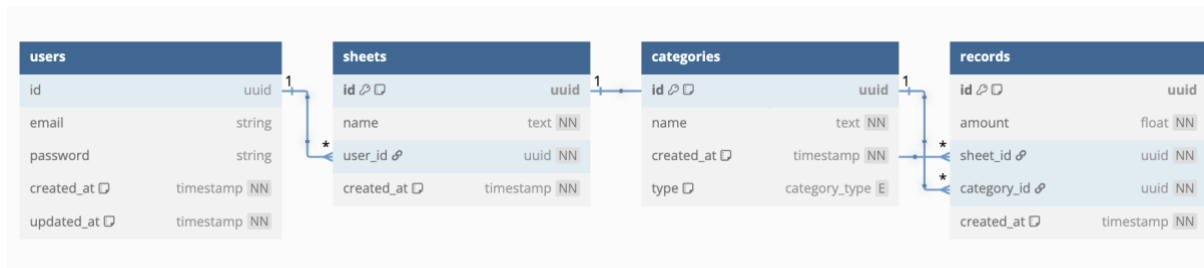 users
id uuid
email string
password string
created_at timestamp NN
updated_at timestamp NN
1
*
sheets
id uuid
name text NN
user_id uuid NN
created_at timestamp NN
1
categories
id uuid
name text NN
created_at timestamp NN
type category_type E
1
*
*
records
id uuid
amount float NN
sheet_id uuid NN
category_id uuid NN
created_at timestamp NN